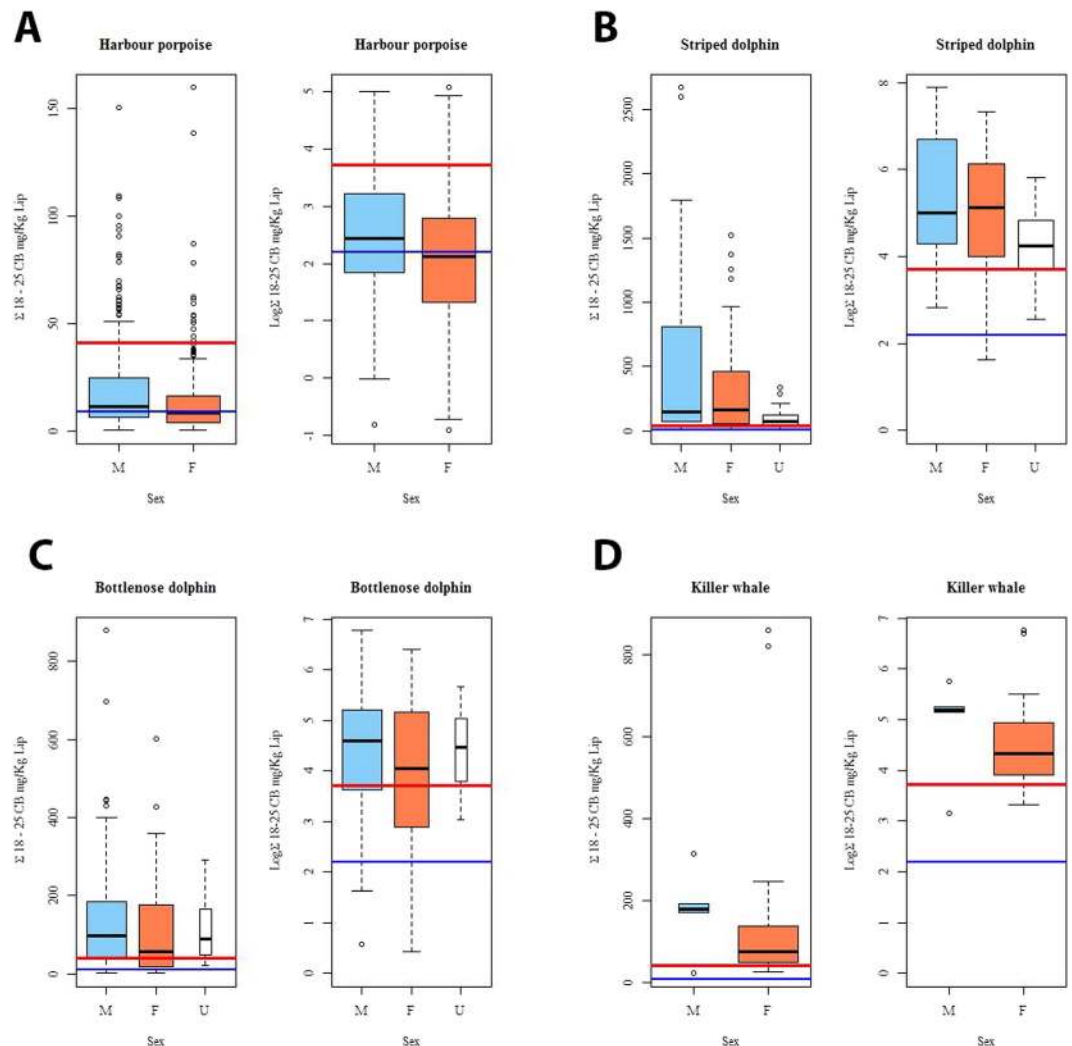 A
B
Harbour porpoise
Harbour porpoise
Striped dolphin
Striped dolphin
Σ 18 - 25 CB mg/Kg Lip
0
50
100
150
M
F
Sex
LogΣ 18-25 CB mg/Kg Lip
-1
0
1
2
3
4
5
M
F
Sex
Σ 18 - 25 CB mg/Kg Lip
0
500
1000
1500
2000
2500
M
F
U
Sex
LogΣ 18-25 CB mg/Kg Lip
0
2
4
6
8
M
F
U
Sex
C
D
Bottlenose dolphin
Bottlenose dolphin
Killer whale
Killer whale
Σ 18 - 25 CB mg/Kg Lip
0
200
400
600
800
M
F
U
Sex
LogΣ 18-25 CB mg/Kg Lip
0
1
2
3
4
5
6
7
M
F
U
Sex
Σ 18 - 25 CB mg/Kg Lip
0
200
400
600
800
M
F
Sex
LogΣ 18-25 CB mg/Kg Lip
0
1
2
3
4
5
6
7
M
F
Sex